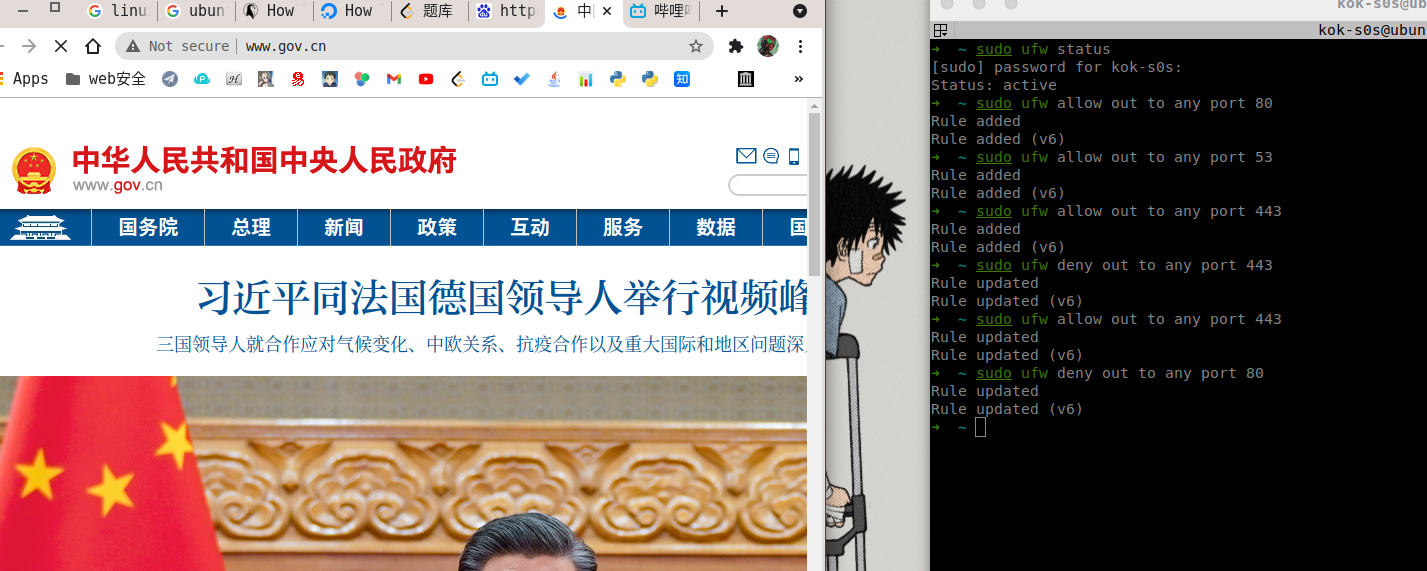 linu
ubun
How
How
题库
http
中
哔哩哔
Not secure
www.gov.cn
Apps
web安全
知
»
中华人民共和国中央人民政府
www.gov.cn
国务院
总理
新闻
政策
互动
服务
数据
国
习近平同法国德国领导人举行视频峰
三国领导人就合作应对气候变化、中欧关系、抗疫合作以及重大国际和地区问题深
kok-s0s@ub
kok-s0s@ubun
➜ ~ sudo ufw status
[sudo] password for kok-s0s:
Status: active
➜ ~ sudo ufw allow out to any port 80
Rule added
Rule added (v6)
➜ ~ sudo ufw allow out to any port 53
Rule added
Rule added (v6)
➜ ~ sudo ufw allow out to any port 443
Rule added
Rule added (v6)
➜ ~ sudo ufw deny out to any port 443
Rule updated
Rule updated (v6)
➜ ~ sudo ufw allow out to any port 443
Rule updated
Rule updated (v6)
➜ ~ sudo ufw deny out to any port 80
Rule updated
Rule updated (v6)
➜ ~